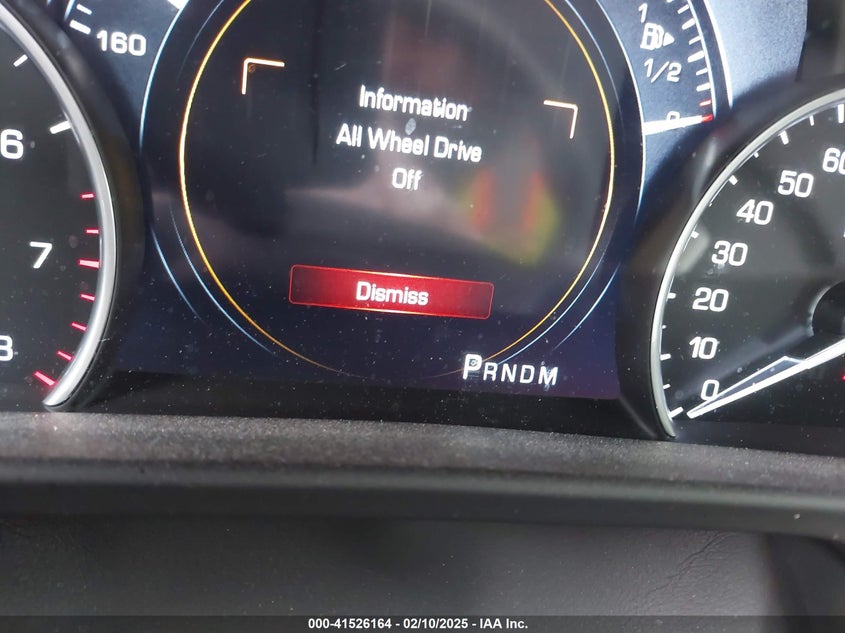 160
1
1/2
0
Information
All Wheel Drive
Off
Dismiss
PRNDM
6
7
8
60
50
40
30
20
10
0
000-41526164 - 02/10/2025 - IAA Inc.